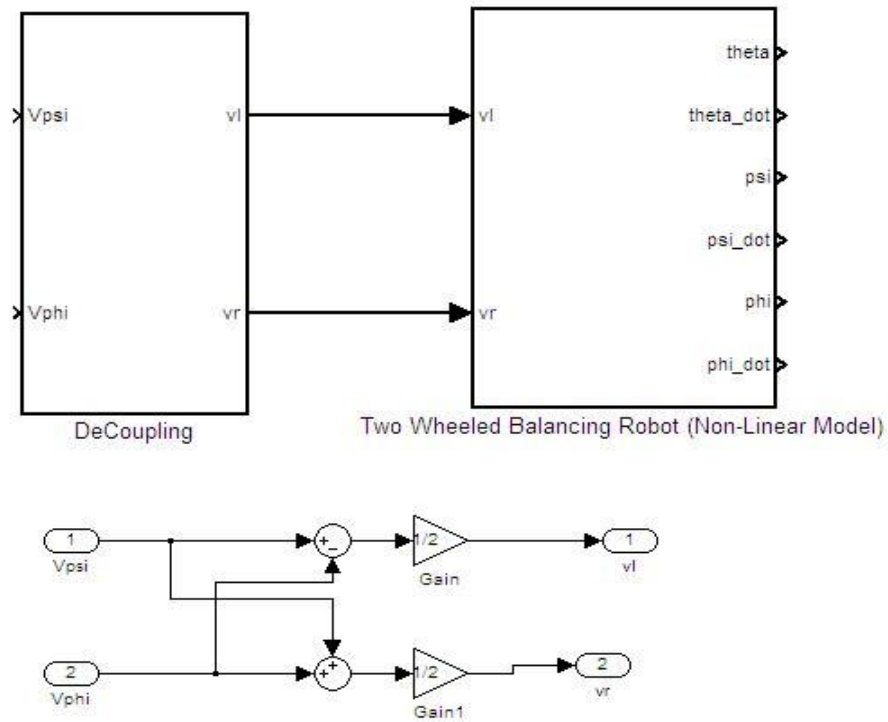 theta
Vpsi
vl
vl
theta_dot
psi
psi_dot
Vphi
vr
vr
phi
phi_dot
DeCoupling
Two Wheeled Balancing Robot (Non-Linear Model)
1
Vpsi
+
−
1/2
Gain
1
vl
2
Vphi
+
+
1/2
Gain1
2
vr